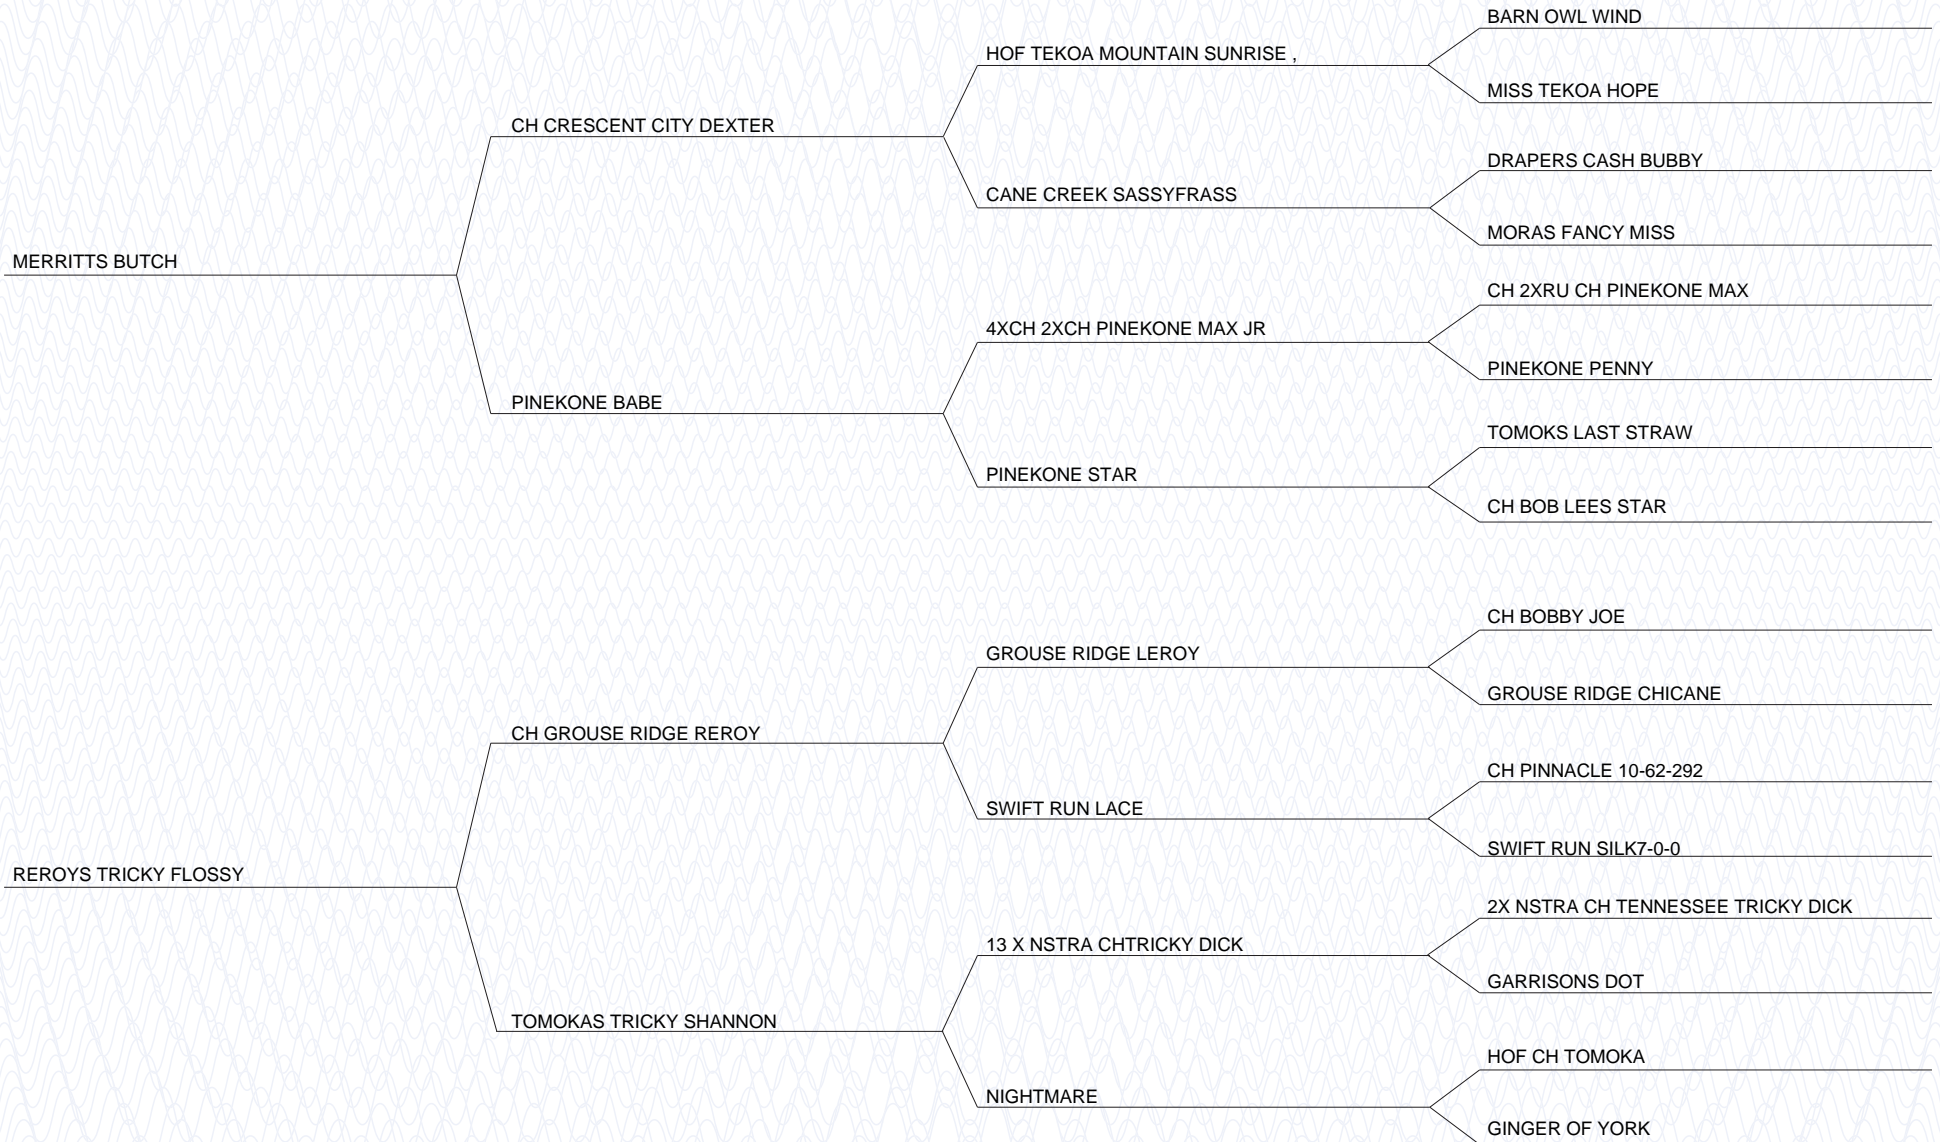 BARN OWL WIND
HOF TEKOA MOUNTAIN SUNRISE ,
MISS TEKOA HOPE
CH CRESCENT CITY DEXTER
DRAPERS CASH BUBBY
CANE CREEK SASSYFRASS
MORAS FANCY MISS
MERRITTS BUTCH
CH 2XRU CH PINEKONE MAX
4XCH 2XCH PINEKONE MAX JR
PINEKONE PENNY
PINEKONE BABE
TOMOKS LAST STRAW
PINEKONE STAR
CH BOB LEES STAR
CH BOBBY JOE
GROUSE RIDGE LEROY
GROUSE RIDGE CHICANE
CH GROUSE RIDGE REROY
CH PINNACLE 10-62-292
SWIFT RUN LACE
SWIFT RUN SILK7-0-0
REROYS TRICKY FLOSSY
2X NSTRA CH TENNESSEE TRICKY DICK
13 X NSTRA CHTRICKY DICK
GARRISONS DOT
TOMOKAS TRICKY SHANNON
HOF CH TOMOKA
NIGHTMARE
GINGER OF YORK